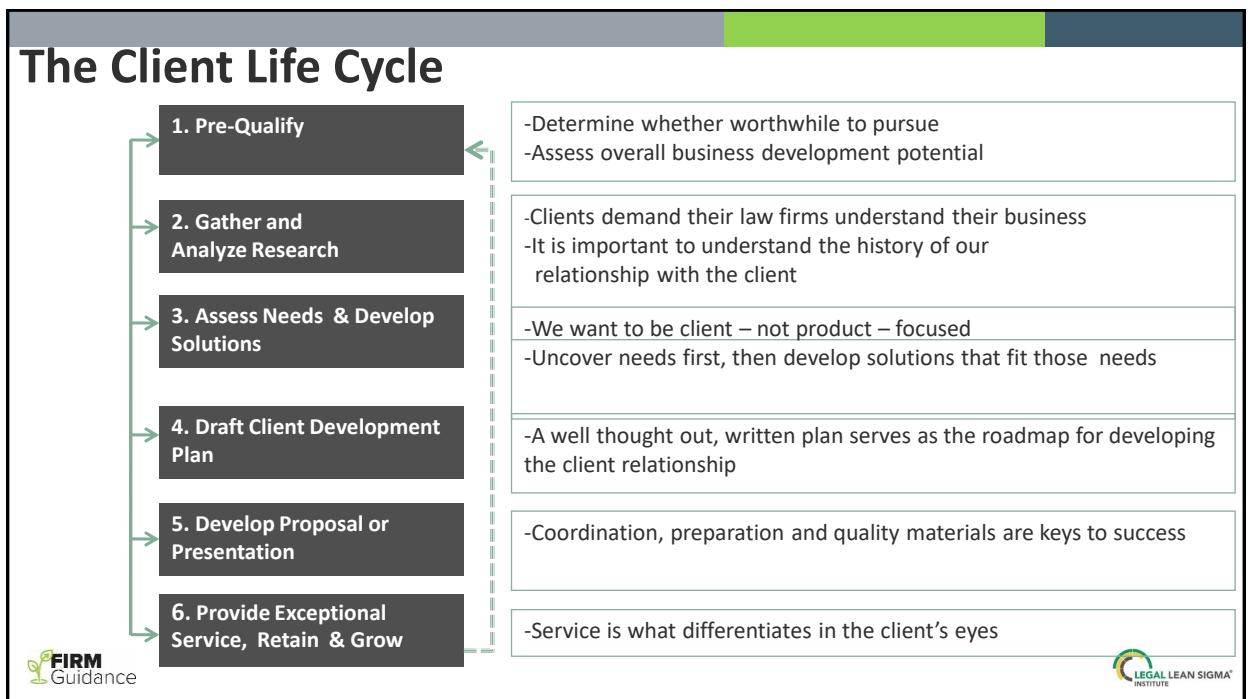 The Client Life Cycle
1. Pre-Qualify
-Determine whether worthwhile to pursue
-Assess overall business development potential
2. Gather and
Analyze Research
-Clients demand their law firms understand their business
-It is important to understand the history of our
relationship with the client
3. Assess Needs & Develop
Solutions
-We want to be client – not product – focused
-Uncover needs first, then develop solutions that fit those needs
4. Draft Client Development
Plan
-A well thought out, written plan serves as the roadmap for developing
the client relationship
5. Develop Proposal or
Presentation
-Coordination, preparation and quality materials are keys to success
6. Provide Exceptional
Service, Retain & Grow
-Service is what differentiates in the client’s eyes
FIRM
Guidance
LEGAL LEAN SIGMA®
INSTITUTE